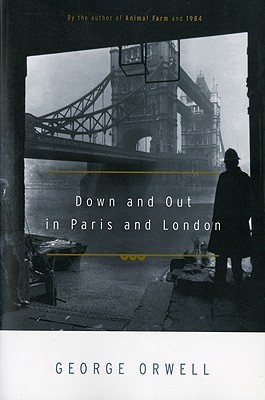 By the author of Animal Farm and 1984
Down and Out
in Paris and London
GEORGE ORWELL